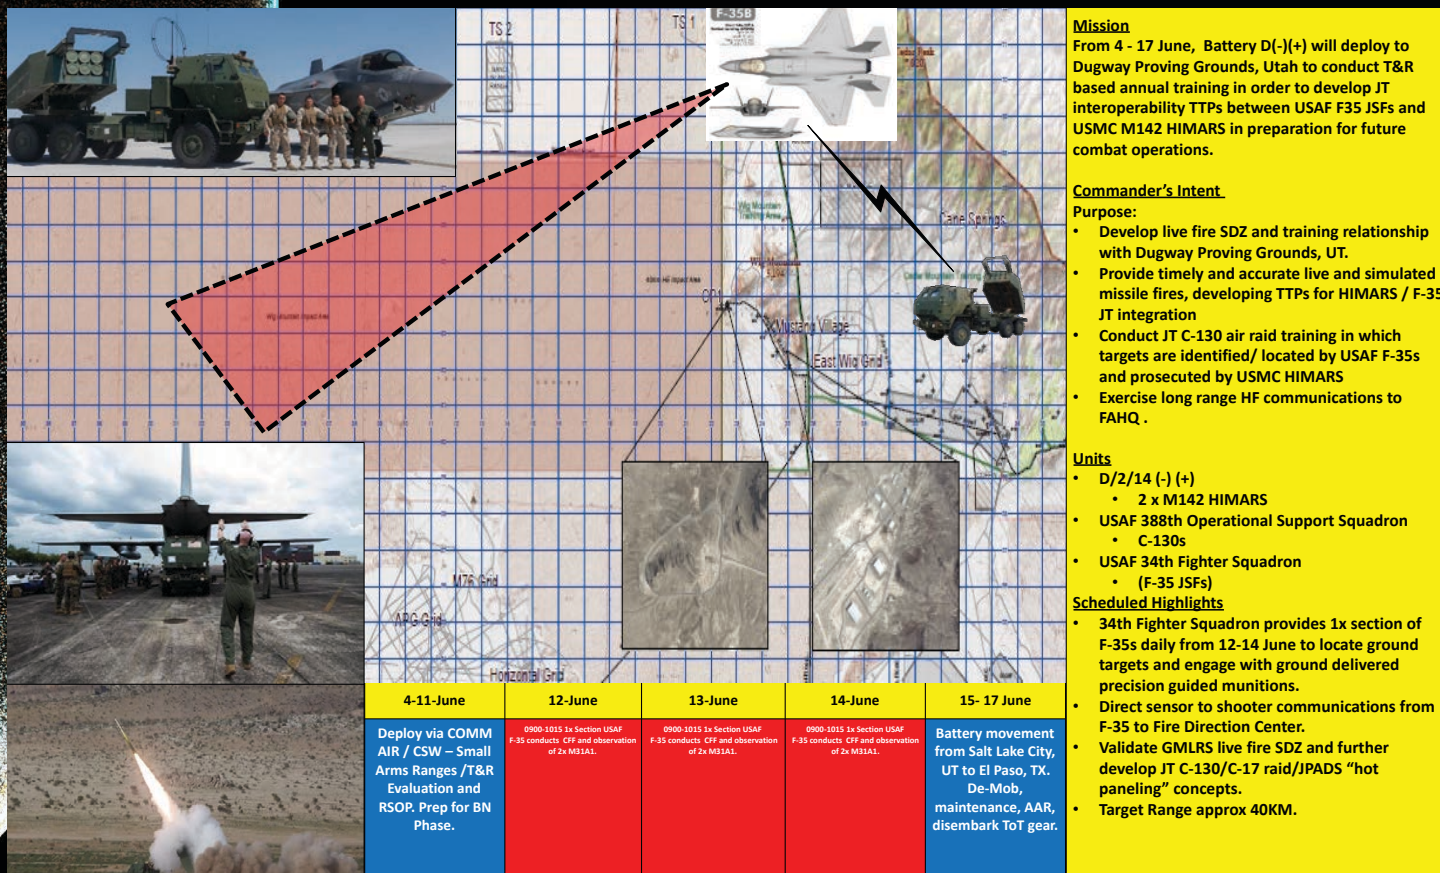 F-35B
TS 2
TS 1
Wig Mountain
Training Area
Cane Springs
Wig Mountain
Wig Mountain Impact Area
Mustang Village
East Wig Grid
M76 Grid
APG Grid
Horizontal Grid
4-11-June
Deploy via COMM
AIR / CSW – Small
Arms Ranges /T&R
Evaluation and
RSOP. Prep for BN
Phase.
12-June
0900-1015 1x Section USAF
F-35 conducts CFF and observation
of 2x M31A1.
13-June
0900-1015 1x Section USAF
F-35 conducts CFF and observation
of 2x M31A1.
14-June
0900-1015 1x Section USAF
F-35 conducts CFF and observation
of 2x M31A1.
15- 17 June
Battery movement
from Salt Lake City,
UT to El Paso, TX.
De-Mob,
maintenance, AAR,
disembark ToT gear.
Mission
From 4 - 17 June, Battery D(-)(+) will deploy to
Dugway Proving Grounds, Utah to conduct T&R
based annual training in order to develop JT
interoperability TTPs between USAF F35 JSFs and
USMC M142 HIMARS in preparation for future
combat operations.
Commander's Intent
Purpose:
• Develop live fire SDZ and training relationship
with Dugway Proving Grounds, UT.
• Provide timely and accurate live and simulated
missile fires, developing TTPs for HIMARS / F-35
JT integration
• Conduct JT C-130 air raid training in which
targets are identified/ located by USAF F-35s
and prosecuted by USMC HIMARS
• Exercise long range HF communications to
FAHQ .
Units
• D/2/14 (-) (+)
• 2 x M142 HIMARS
• USAF 388th Operational Support Squadron
• C-130s
• USAF 34th Fighter Squadron
• (F-35 JSFs)
Scheduled Highlights
• 34th Fighter Squadron provides 1x section of
F-35s daily from 12-14 June to locate ground
targets and engage with ground delivered
precision guided munitions.
• Direct sensor to shooter communications from
F-35 to Fire Direction Center.
• Validate GMLRS live fire SDZ and further
develop JT C-130/C-17 raid/JPADS "hot
paneling" concepts.
• Target Range approx 40KM.